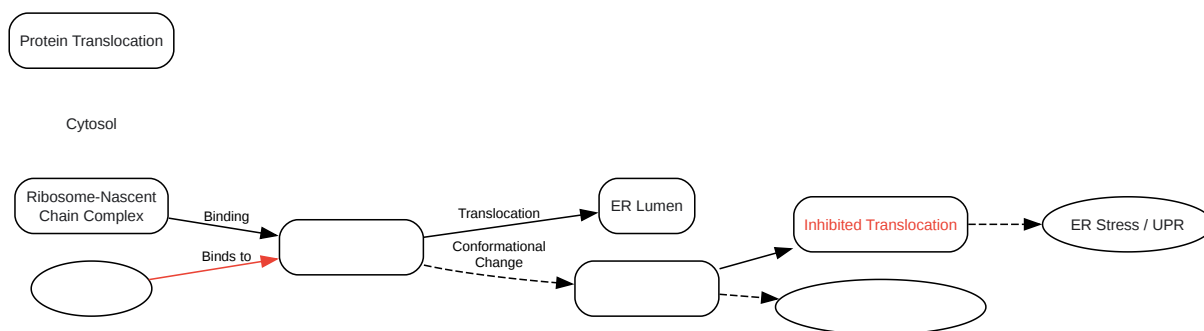 Protein Translocation
Cytosol
Ribosome-Nascent
Chain Complex
Binding
Binds to
Translocation
Conformational
Change
ER Lumen
Inhibited Translocation
ER Stress / UPR